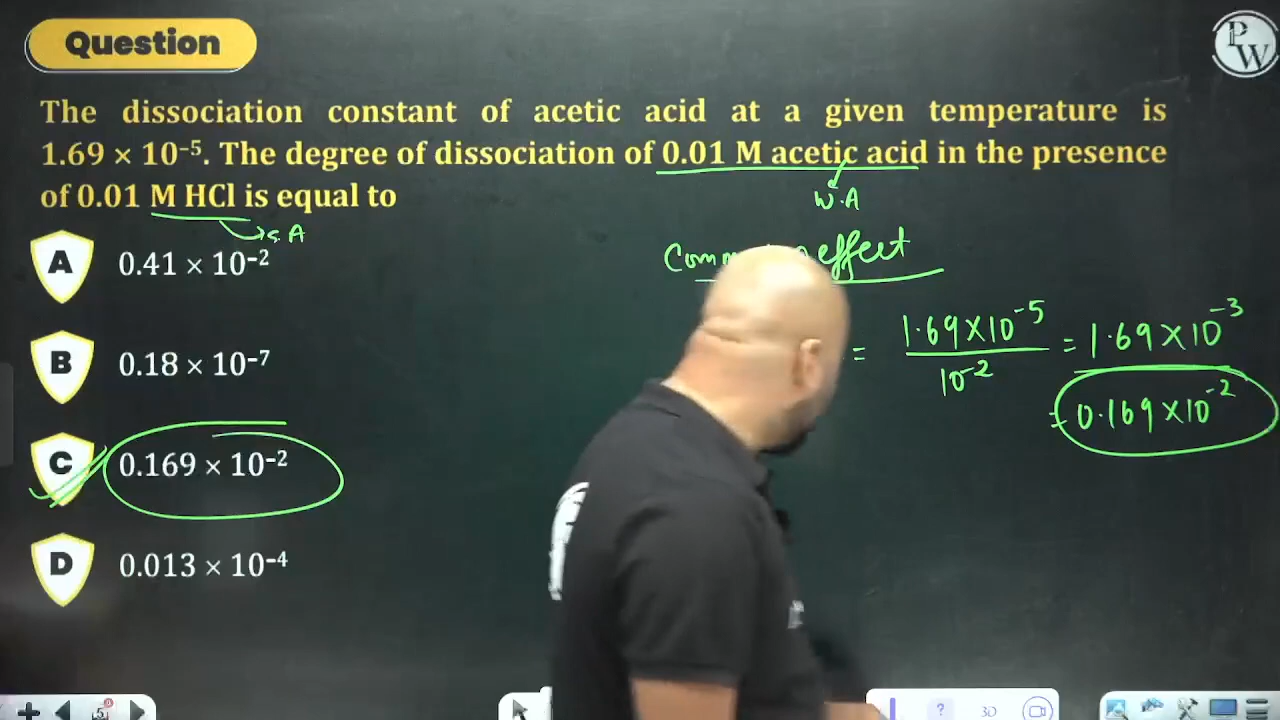 Question
PW
The dissociation constant of acetic acid at a given temperature is
1.69 × 10⁻⁵. The degree of dissociation of 0.01 M acetic acid in the presence
of 0.01 M HCl is equal to
W.A
S.A
A 0.41 × 10⁻²
effect
B 0.18 × 10⁻⁷
= 1.69×10⁻⁵ / 10⁻² = 1.69×10⁻³
= 0.169×10⁻²
C 0.169 × 10⁻²
D 0.013 × 10⁻⁴
? 3D